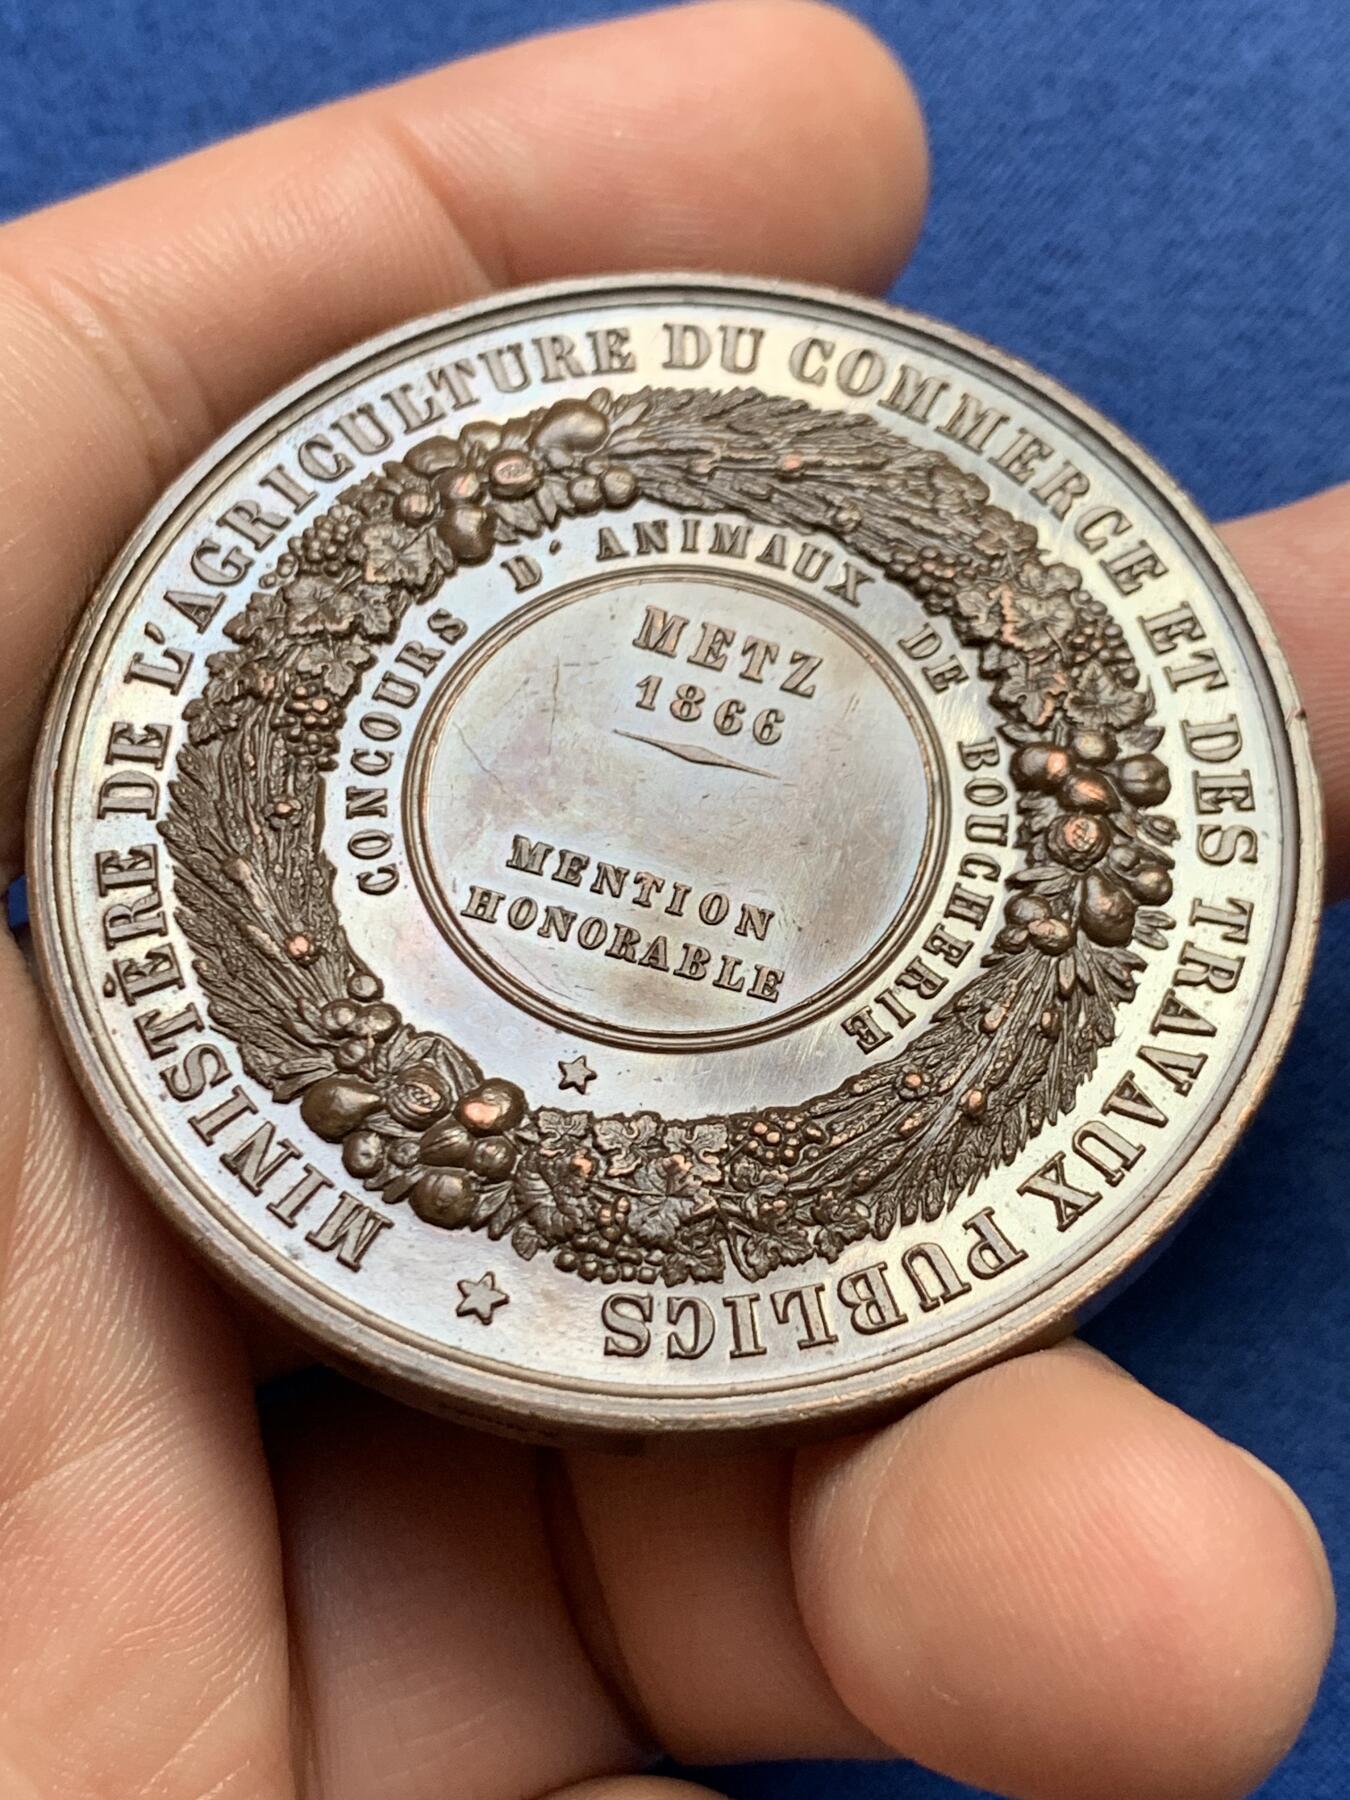 MINISTÈRE DE L'AGRICULTURE DU COMMERCE ET DES TRAVAUX PUBLICS
CONCOURS D'ANIMAUX DE BOUCHERIE
METZ
1866
MENTION
HONORABLE